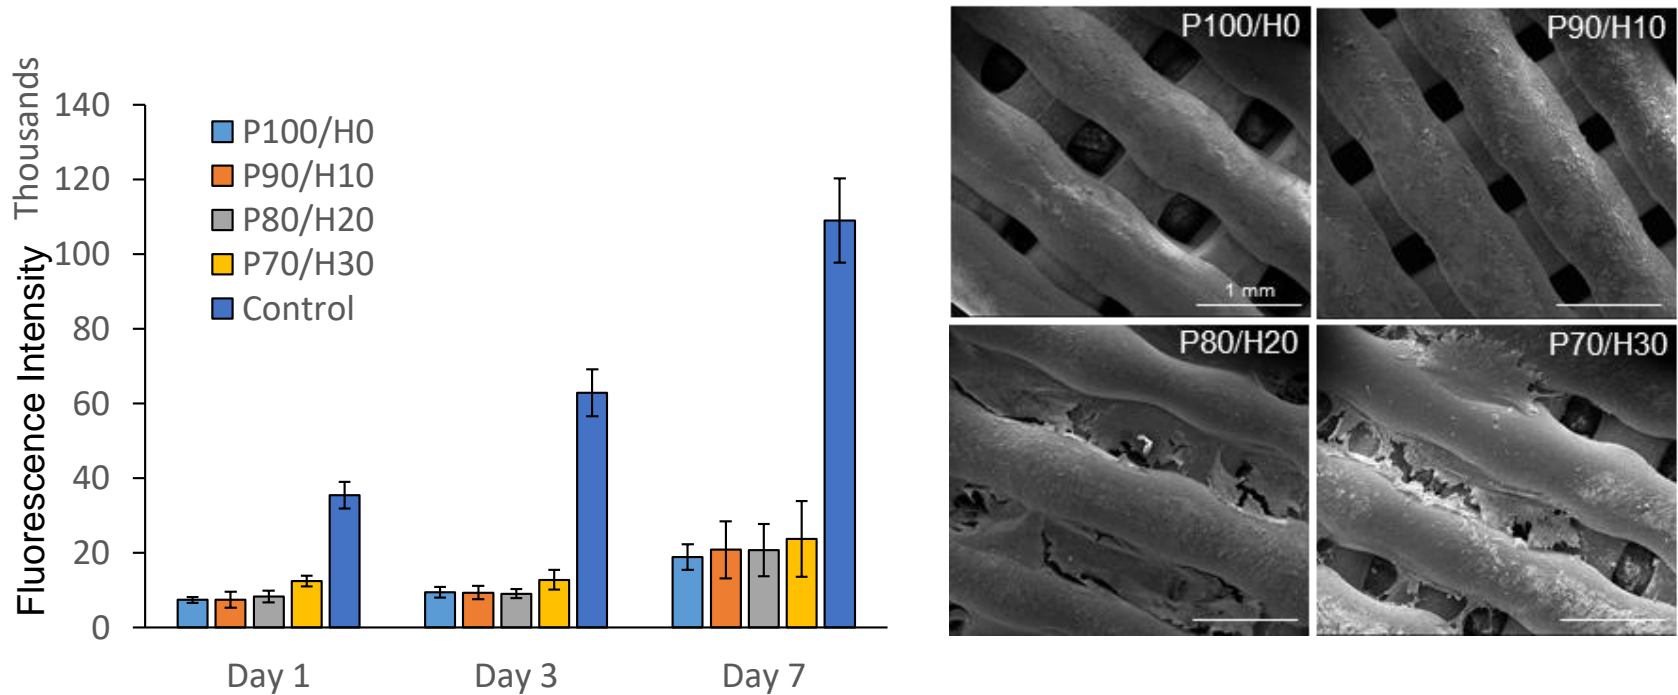 Thousands
Fluorescence Intensity
140
120
100
80
60
40
20
0
P100/H0
P90/H10
P80/H20
P70/H30
Control
Day 1
Day 3
Day 7
P100/H0
1 mm
P90/H10
P80/H20
P70/H30